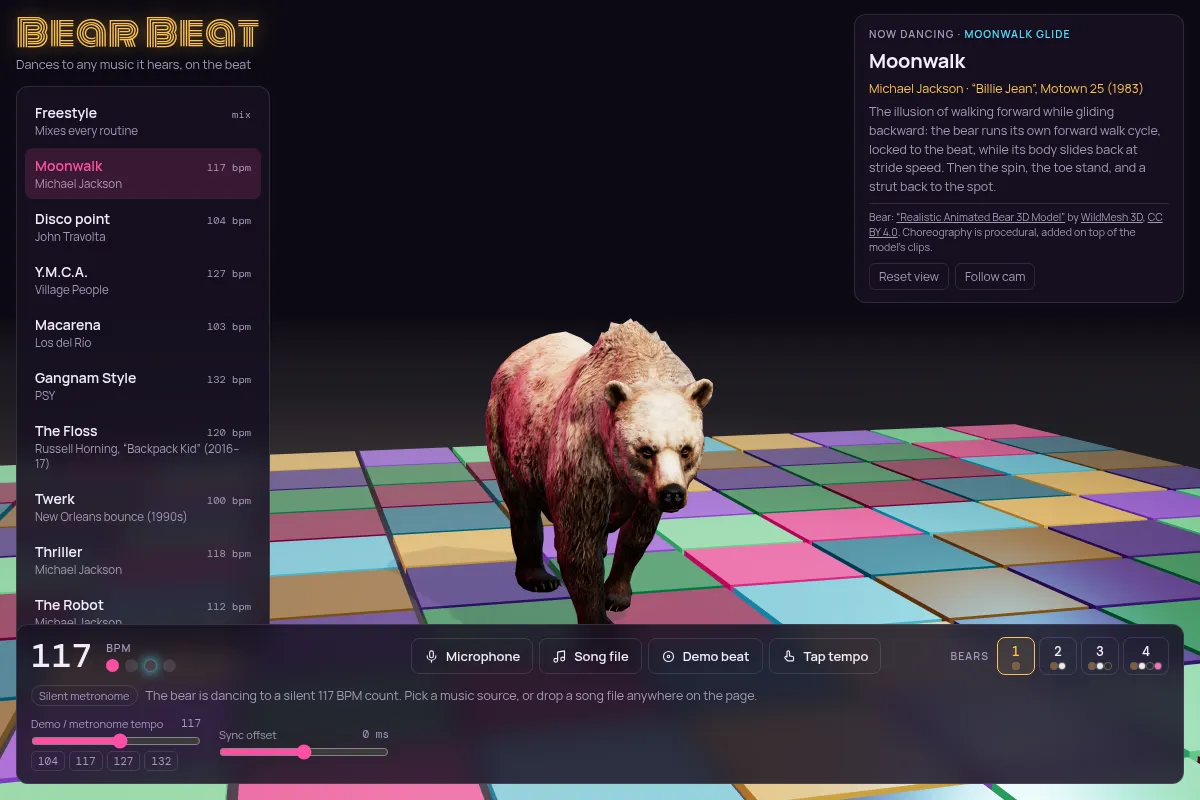 BEAR BEAT
Dances to any music it hears, on the beat
Freestyle
mix
Mixes every routine
Moonwalk
117 bpm
Michael Jackson
Disco point
104 bpm
John Travolta
Y.M.C.A.
127 bpm
Village People
Macarena
103 bpm
Los del Río
Gangnam Style
132 bpm
PSY
The Floss
120 bpm
Russell Horning, "Backpack Kid" (2016–
17)
Twerk
100 bpm
New Orleans bounce (1990s)
Thriller
118 bpm
Michael Jackson
The Robot
112 bpm
Michael Jackson
NOW DANCING · MOONWALK GLIDE
Moonwalk
Michael Jackson · "Billie Jean", Motown 25 (1983)
The illusion of walking forward while gliding
backward: the bear runs its own forward walk cycle,
locked to the beat, while its body slides back at
stride speed. Then the spin, the toe stand, and a
strut back to the spot.
Bear: "Realistic Animated Bear 3D Model" by WildMesh 3D, CC
BY 4.0. Choreography is procedural, added on top of the
model's clips.
Reset view
Follow cam
117
BPM
Microphone
Song file
Demo beat
Tap tempo
BEARS
1
2
3
4
Silent metronome
The bear is dancing to a silent 117 BPM count. Pick a music source, or drop a song file anywhere on the page.
Demo / metronome tempo
117
104
117
127
132
Sync offset
0 ms